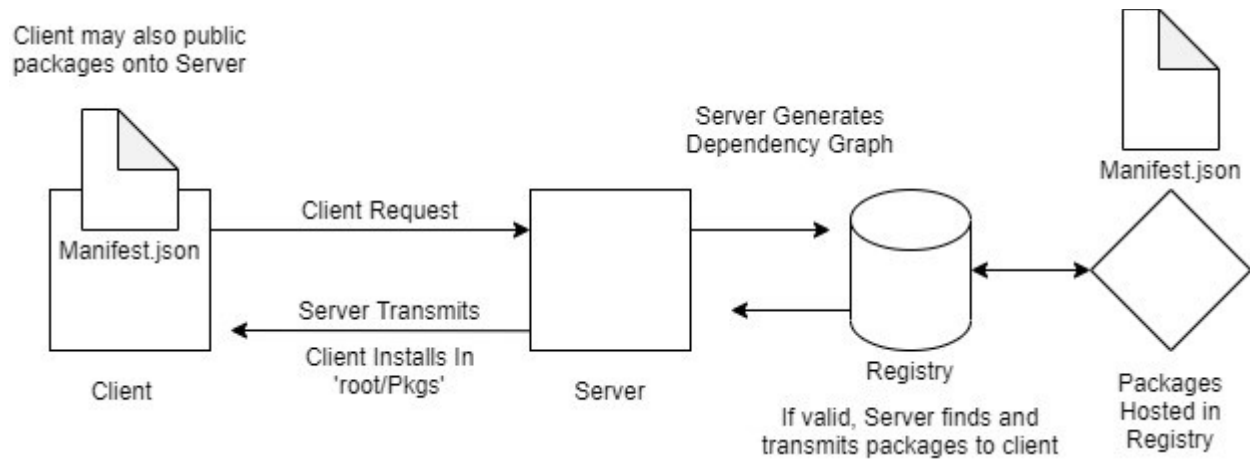 Client may also public
packages onto Server
Manifest.json
Client
Client Request
Server Transmits
Client Installs In
'root/Pkgs'
Server
Server Generates
Dependency Graph
Registry
If valid, Server finds and
transmits packages to client
Manifest.json
Packages
Hosted in
Registry